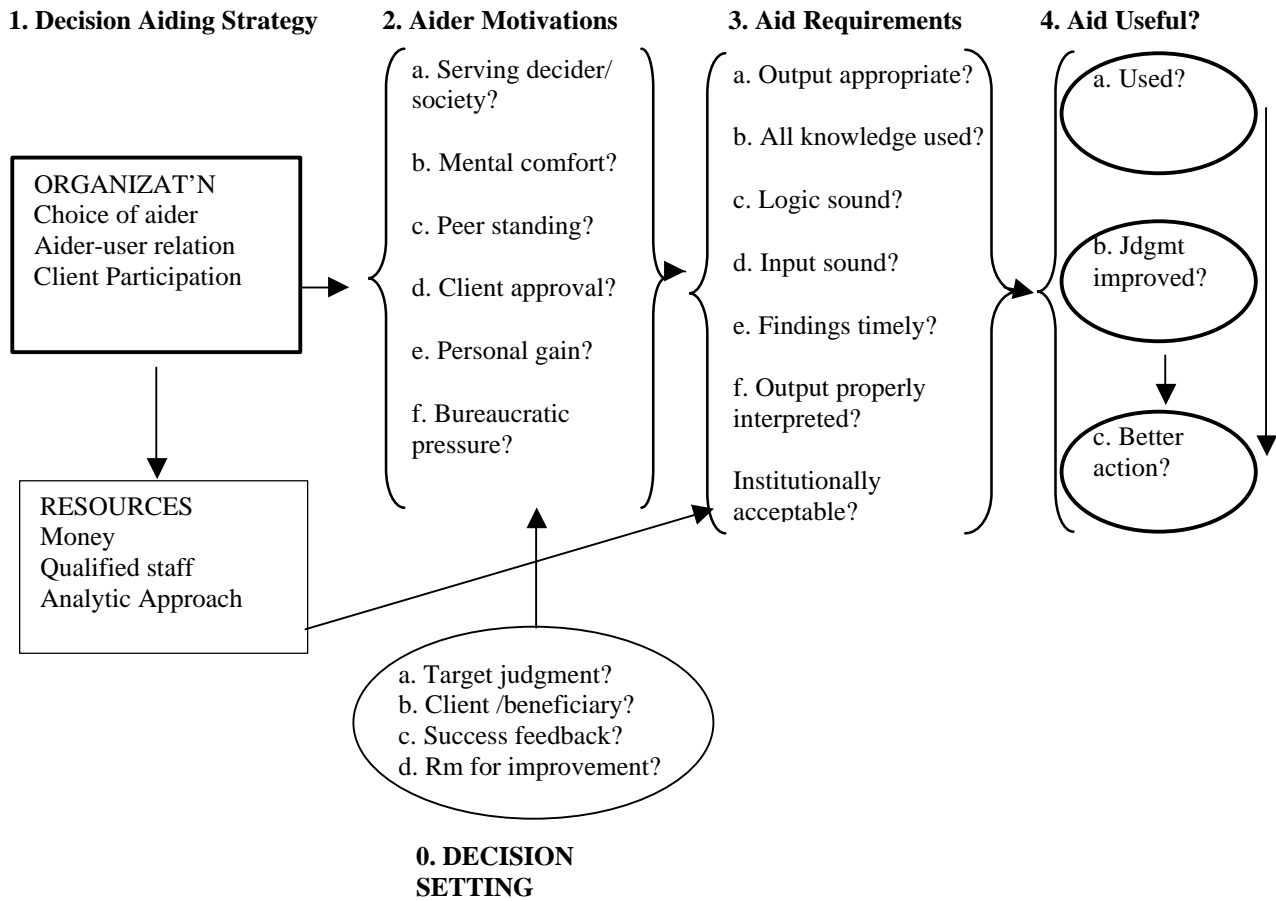 1. Decision Aiding Strategy
2. Aider Motivations
3. Aid Requirements
4. Aid Useful?
ORGANIZAT’N
Choice of aider
Aider-user relation
Client Participation
RESOURCES
Money
Qualified staff
Analytic Approach
a. Serving decider/
society?
b. Mental comfort?
c. Peer standing?
d. Client approval?
e. Personal gain?
f. Bureaucratic
pressure?
a. Output appropriate?
b. All knowledge used?
c. Logic sound?
d. Input sound?
e. Findings timely?
f. Output properly
interpreted?
Institutionally
acceptable?
a. Used?
b. Jdgmt
improved?
c. Better
action?
a. Target judgment?
b. Client /beneficiary?
c. Success feedback?
d. Rm for improvement?
0. DECISION
SETTING